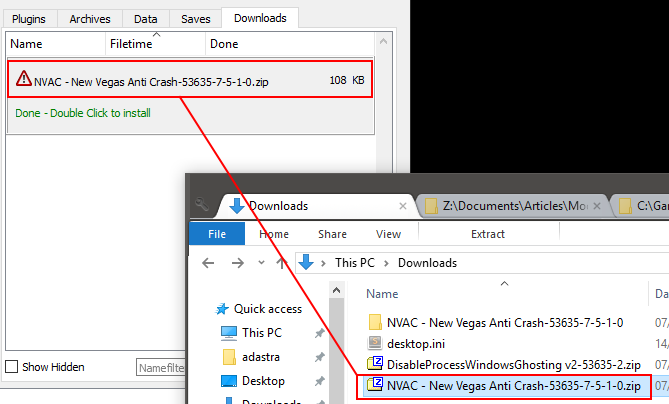 Plugins Archives Data Saves Downloads
Name Filetime Done
NVAC - New Vegas Anti Crash-53635-7-5-1-0.zip 108 KB
Done - Double Click to install
Show Hidden Namefilter
Downloads Z:\Documents\Articles\Mo C:\Ga
File Home Share View Extract
This PC > Downloads
Name Da
Quick access
This PC
adastra
Desktop
Downloads
NVAC - New Vegas Anti Crash-53635-7-5-1-0 07/
desktop.ini 14/
DisableProcessWindowsGhosting v2-53635-2.zip 07/
NVAC - New Vegas Anti Crash-53635-7-5-1-0.zip 07/